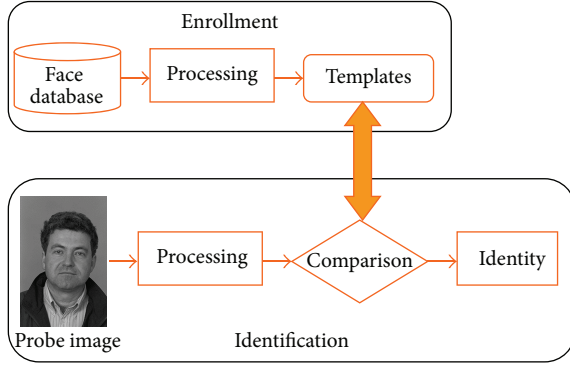 Enrollment
Face
database
Processing
Templates
Processing
Comparison
Identity
Probe image
Identification